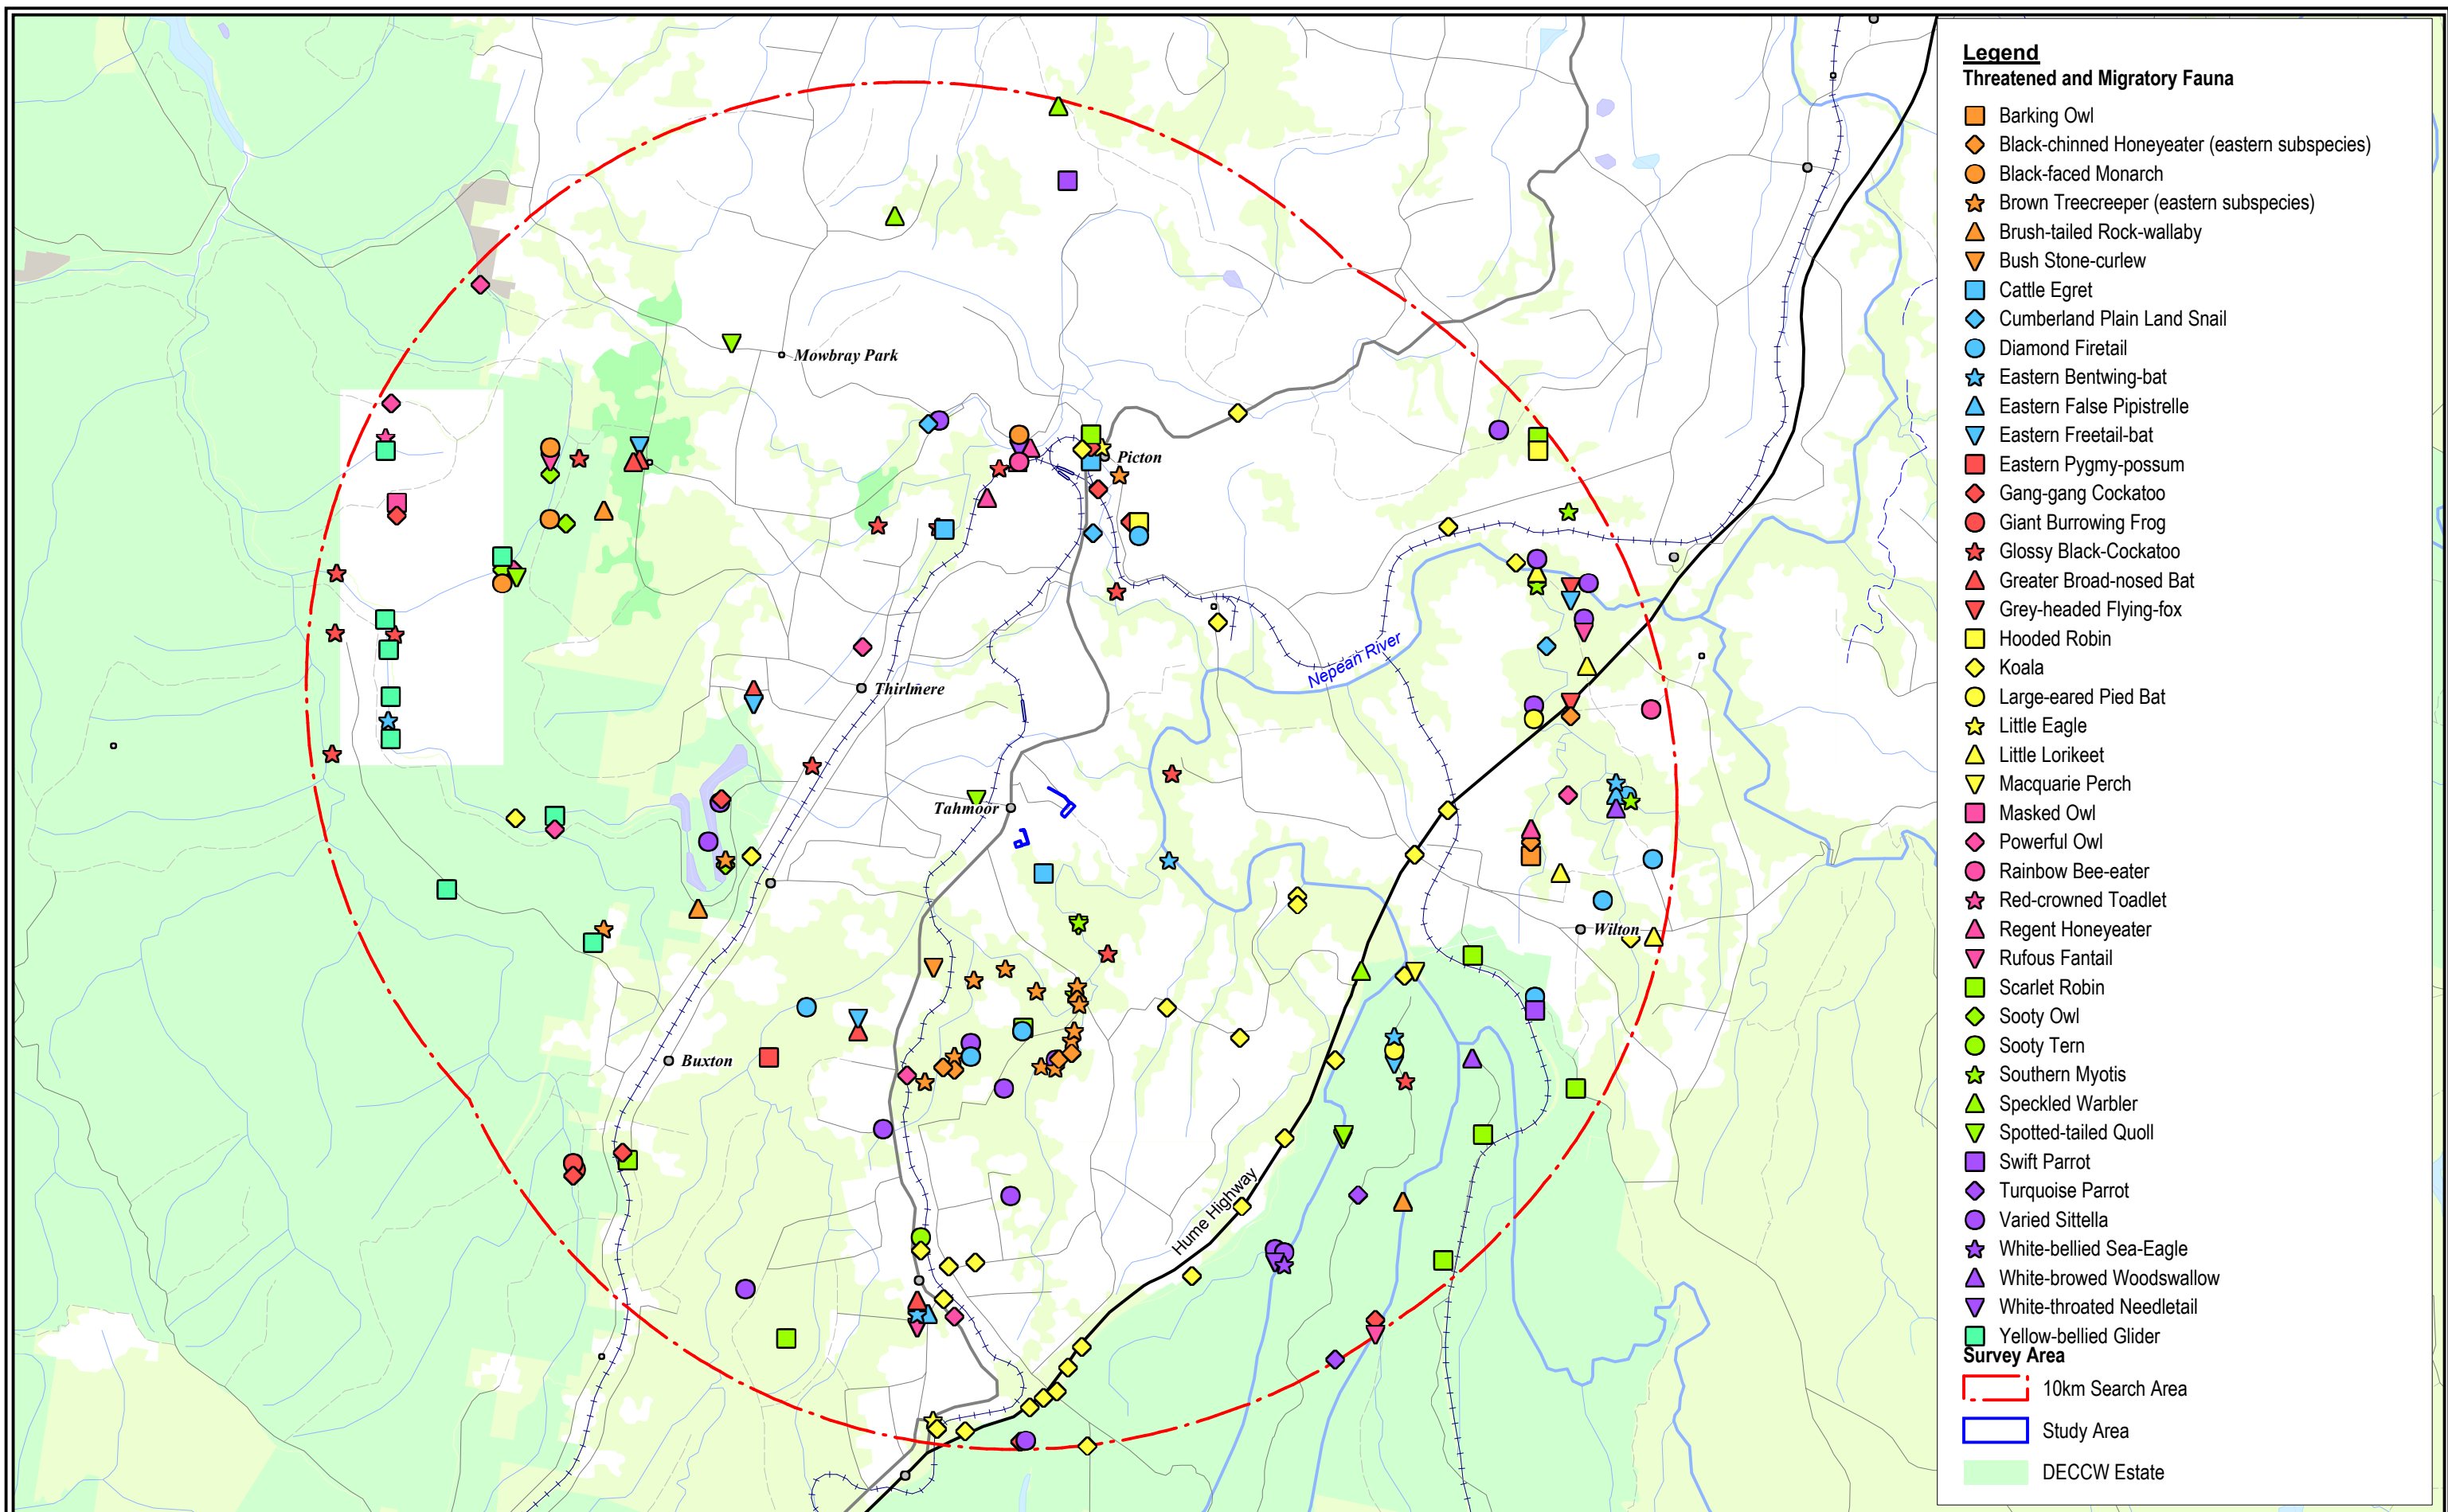 Mowbray Park
Picton
Nepean River
Thirlmere
Tahmoor
Wilton
Buxton
Hume Highway
Legend
Threatened and Migratory Fauna
Barking Owl
Black-chinned Honeyeater (eastern subspecies)
Black-faced Monarch
Brown Treecreeper (eastern subspecies)
Brush-tailed Rock-wallaby
Bush Stone-curlew
Cattle Egret
Cumberland Plain Land Snail
Diamond Firetail
Eastern Bentwing-bat
Eastern False Pipistrelle
Eastern Freetail-bat
Eastern Pygmy-possum
Gang-gang Cockatoo
Giant Burrowing Frog
Glossy Black-Cockatoo
Greater Broad-nosed Bat
Grey-headed Flying-fox
Hooded Robin
Koala
Large-eared Pied Bat
Little Eagle
Little Lorikeet
Macquarie Perch
Masked Owl
Powerful Owl
Rainbow Bee-eater
Red-crowned Toadlet
Regent Honeyeater
Rufous Fantail
Scarlet Robin
Sooty Owl
Sooty Tern
Southern Myotis
Speckled Warbler
Spotted-tailed Quoll
Swift Parrot
Turquoise Parrot
Varied Sittella
White-bellied Sea-Eagle
White-browed Woodswallow
White-throated Needletail
Yellow-bellied Glider
Survey Area
10km Search Area
Study Area
DECCW Estate